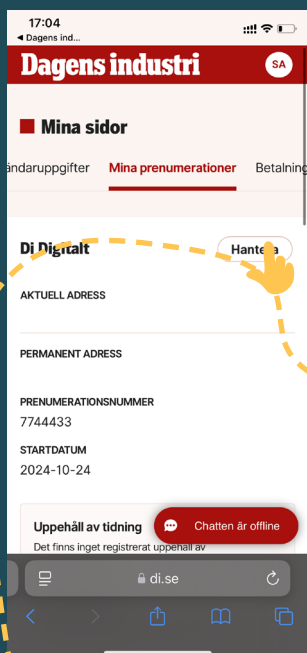 17:04
◀ Dagens ind...
Dagens industri
SA
Mina sidor
ändaruppgifter Mina prenumerationer Betalning
Di Digitalt
Hantera
AKTUELL ADRESS
PERMANENT ADRESS
PRENUMERATIONSNUMMER
7744433
STARTDATUM
2024-10-24
Uppehåll av tidning
Chatten är offline
Det finns inget registrerat uppehåll av
di.se